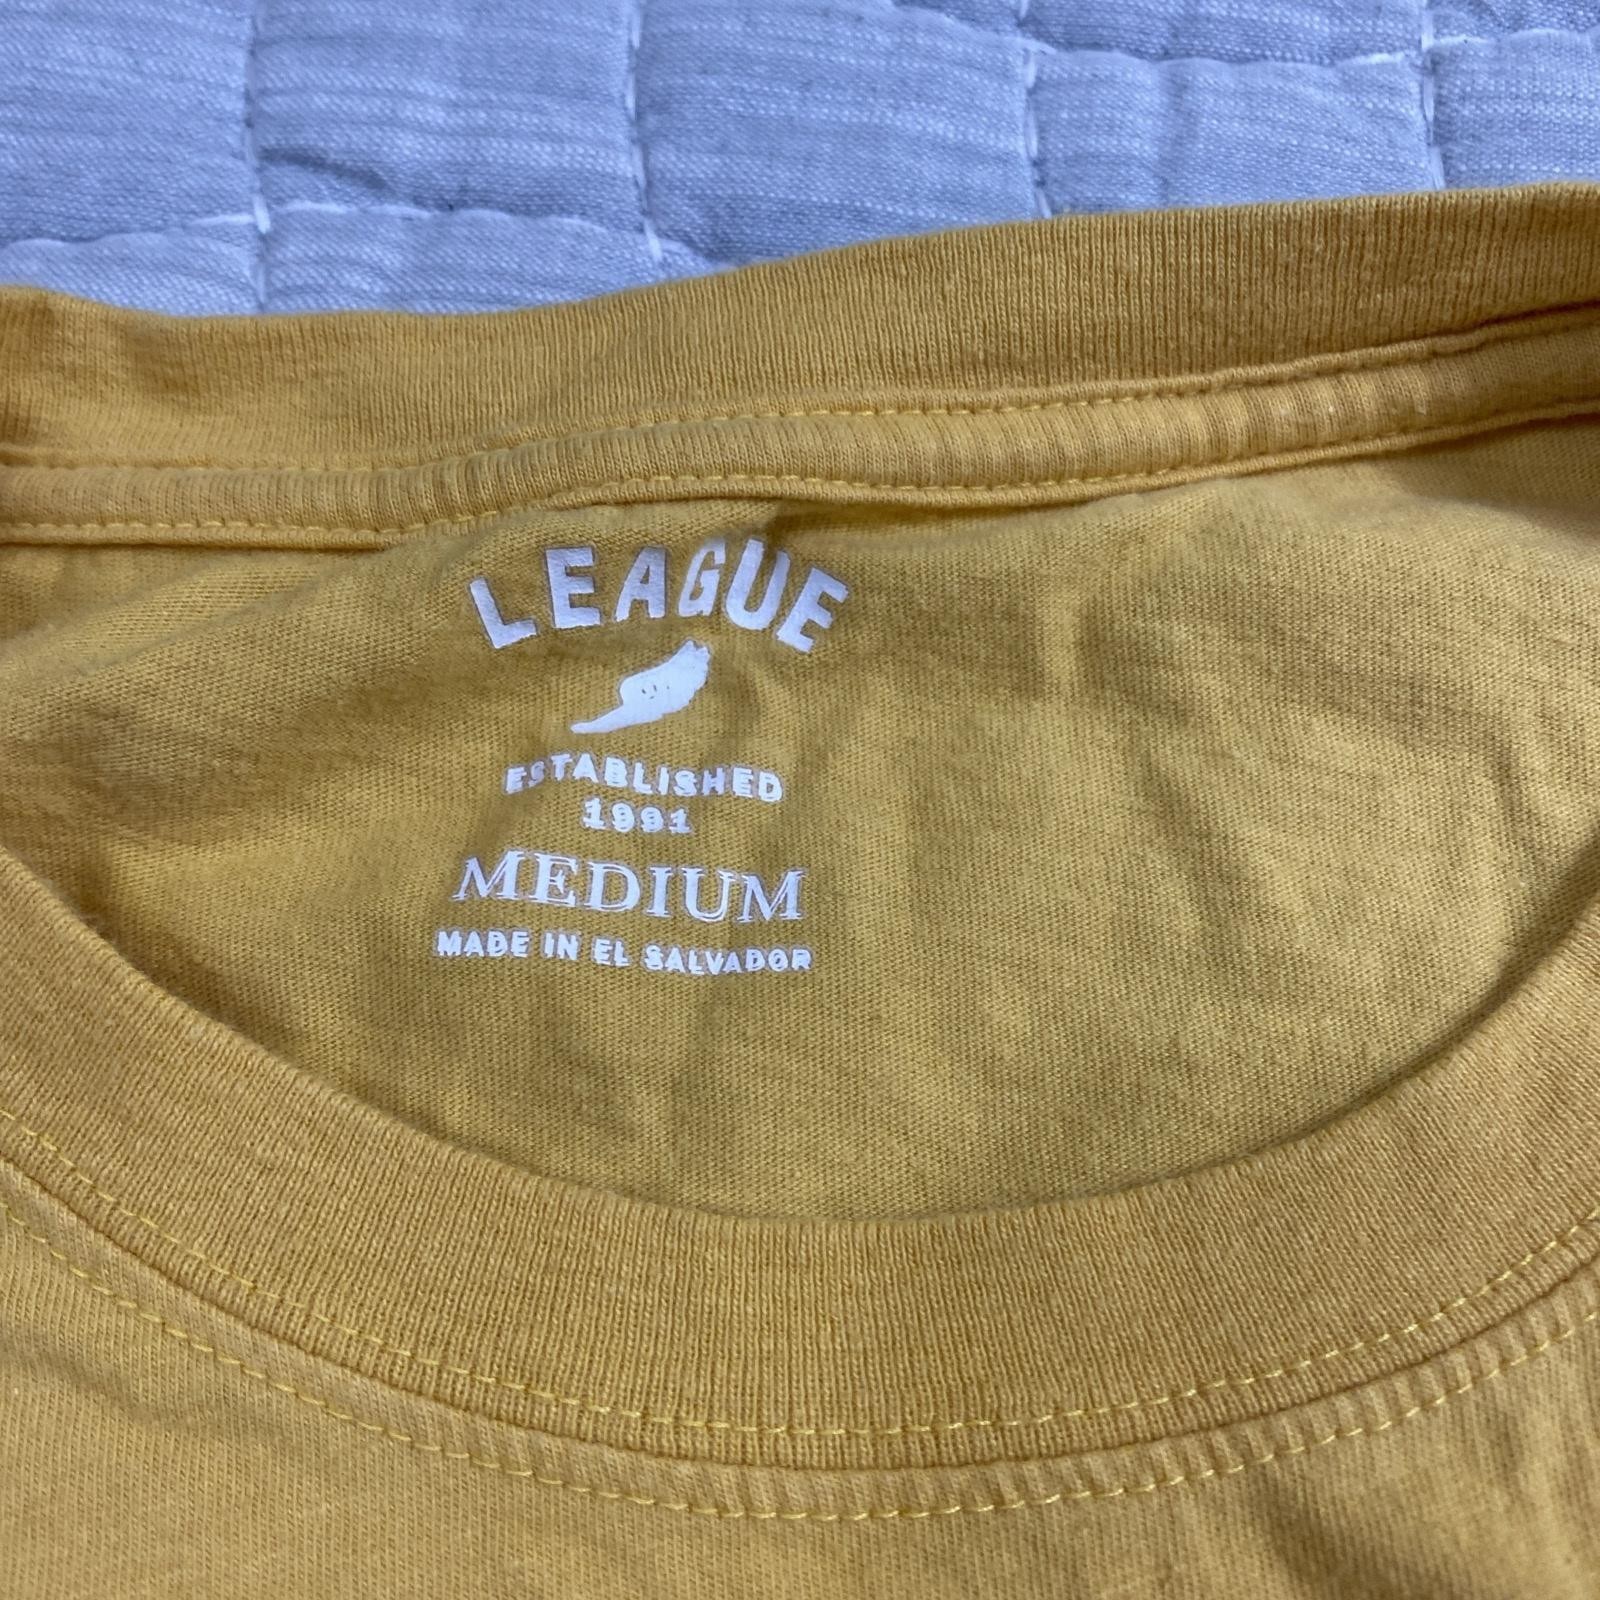 LEAGUE
ESTABLISHED
1991
MEDIUM
MADE IN EL SALVADOR